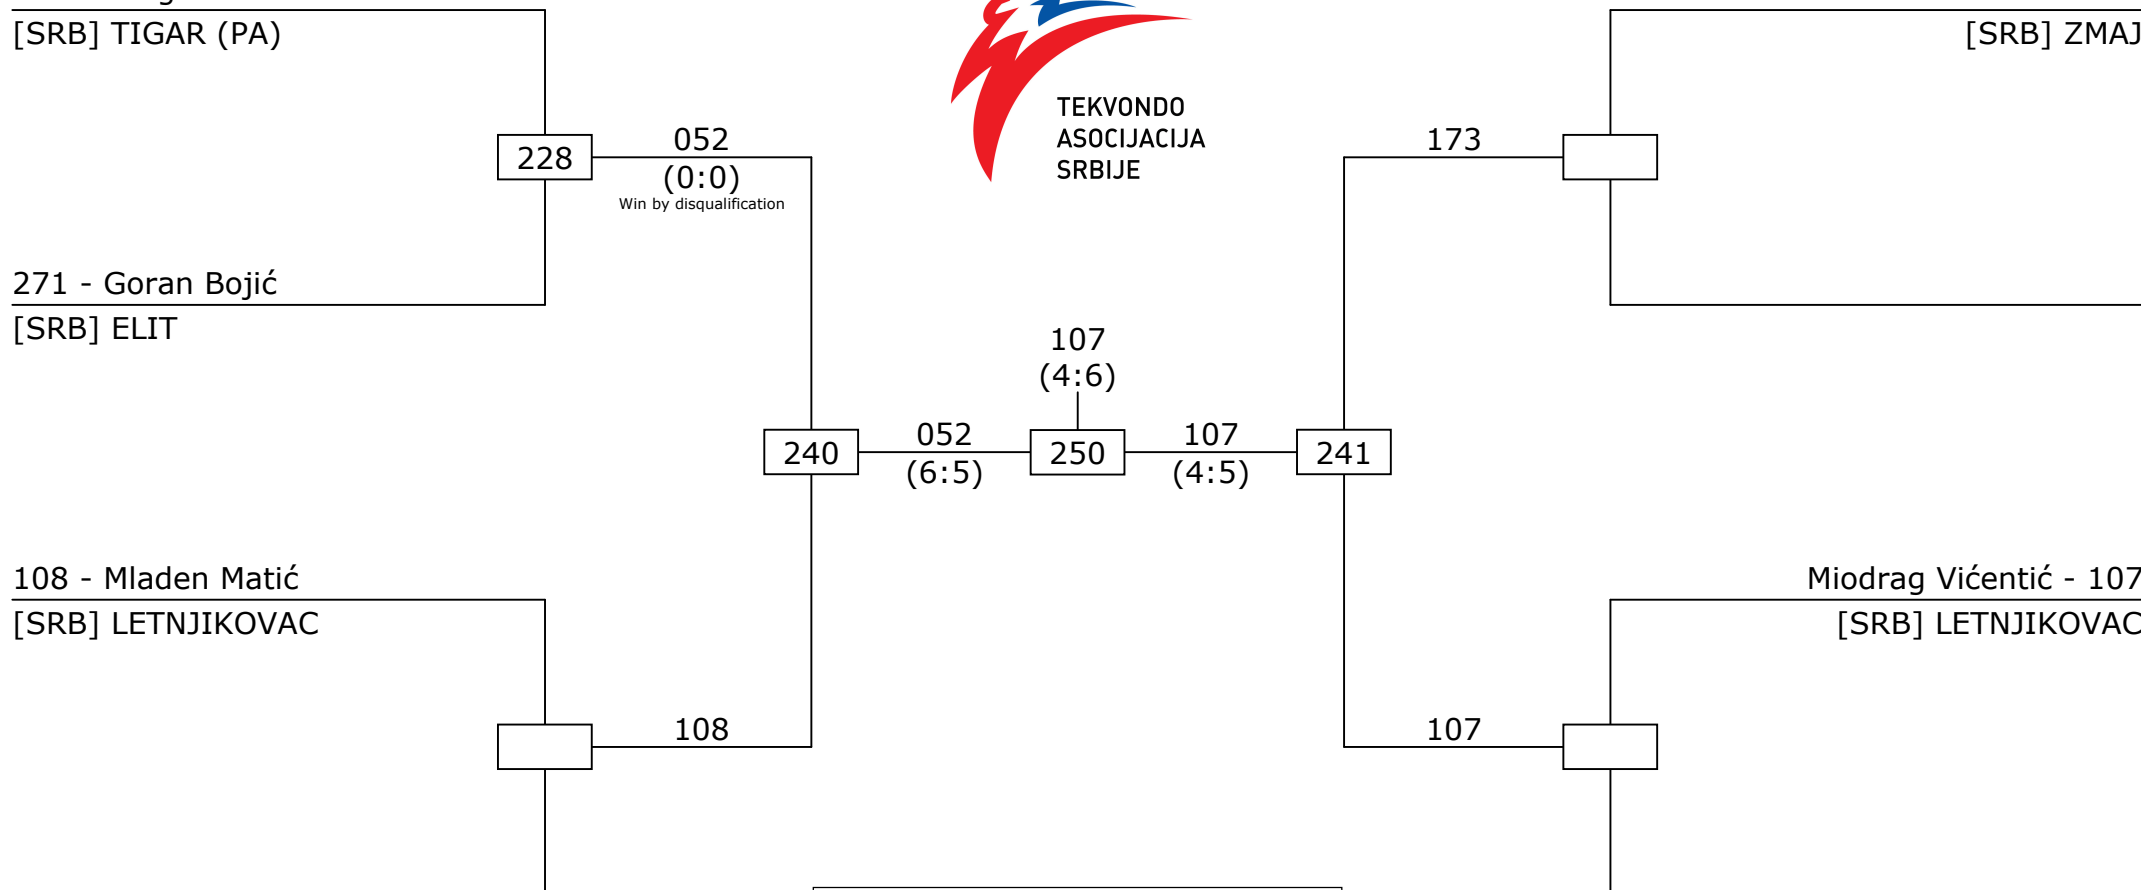 [SRB] TIGAR (PA)
[SRB] ZMAJ
TEKVONDO
ASOCIJACIJA
SRBIJE
228
052
(0:0)
Win by disqualification
173
271 - Goran Bojić
[SRB] ELIT
107
(4:6)
240
052
(6:5)
250
107
(4:5)
241
108 - Mladen Matić
[SRB] LETNJIKOVAC
Miodrag Vićentić - 107
[SRB] LETNJIKOVAC
108
107